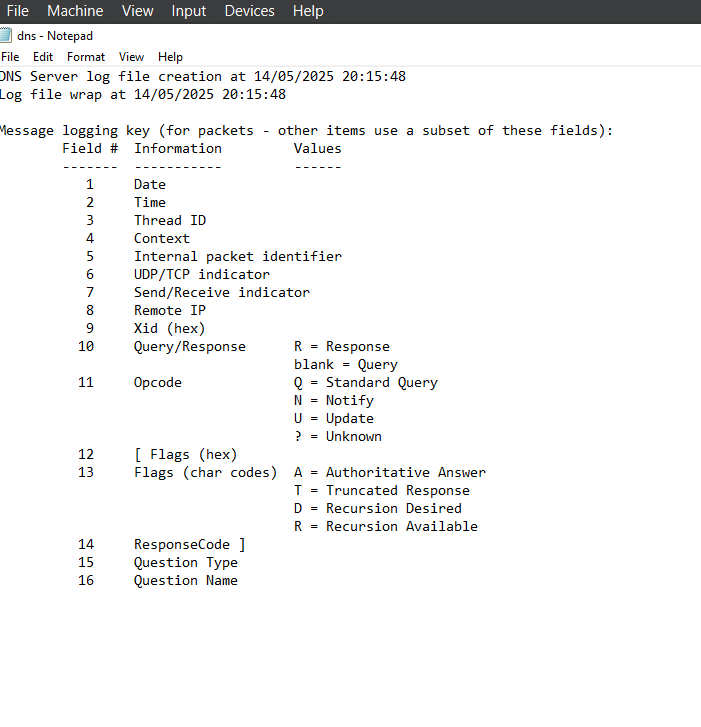 File Machine View Input Devices Help
dns - Notepad
File Edit Format View Help
DNS Server log file creation at 14/05/2025 20:15:48
Log file wrap at 14/05/2025 20:15:48
Message logging key (for packets - other items use a subset of these fields):
Field # Information Values
------- ----------- ------
1 Date
2 Time
3 Thread ID
4 Context
5 Internal packet identifier
6 UDP/TCP indicator
7 Send/Receive indicator
8 Remote IP
9 Xid (hex)
10 Query/Response R = Response
blank = Query
11 Opcode Q = Standard Query
N = Notify
U = Update
? = Unknown
12 [ Flags (hex)
13 Flags (char codes) A = Authoritative Answer
T = Truncated Response
D = Recursion Desired
R = Recursion Available
14 ResponseCode ]
15 Question Type
16 Question Name